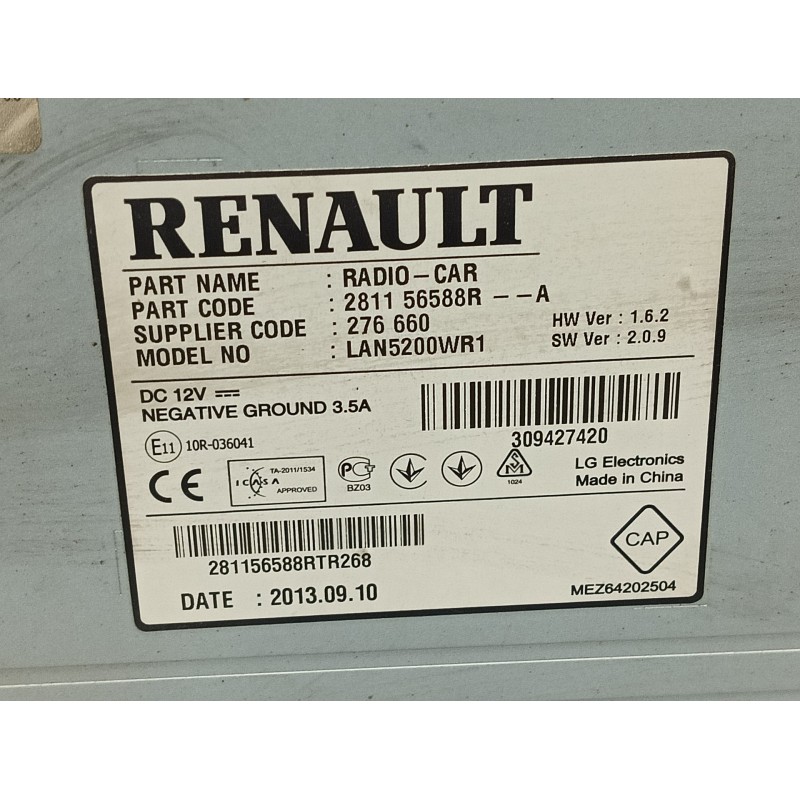 RENAULT
PART NAME : RADIO-CAR
PART CODE : 2811 56588R --A
SUPPLIER CODE : 276 660
HW Ver : 1.6.2
MODEL NO : LAN5200WR1
SW Ver : 2.0.9
DC 12V
NEGATIVE GROUND 3.5A
309427420
E11 10R-036041
CE
TA-2011/1534
ICASA
APPROVED
BZ03
1024
LG Electronics
Made in China
CAP
281156588RTR268
DATE : 2013.09.10
MEZ64202504